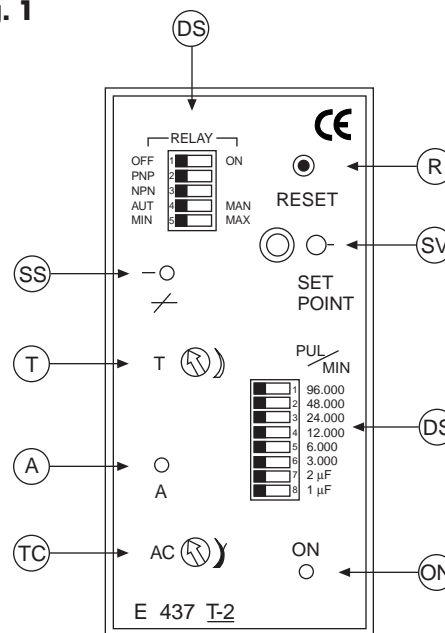 . 1
DS
CE
RELAY
OFF 1 ON
PNP 2
NPN 3
AUT 4 MAN
MIN 5 MAX
R
RESET
SV
SET
POINT
SS
T
T
PUL/MIN
1 96.000
2 48.000
3 24.000
4 12.000
5 6.000
6 3.000
7 2 µF
8 1 µF
DS
A
A
TC
AC
ON
ON
E 437 T-2